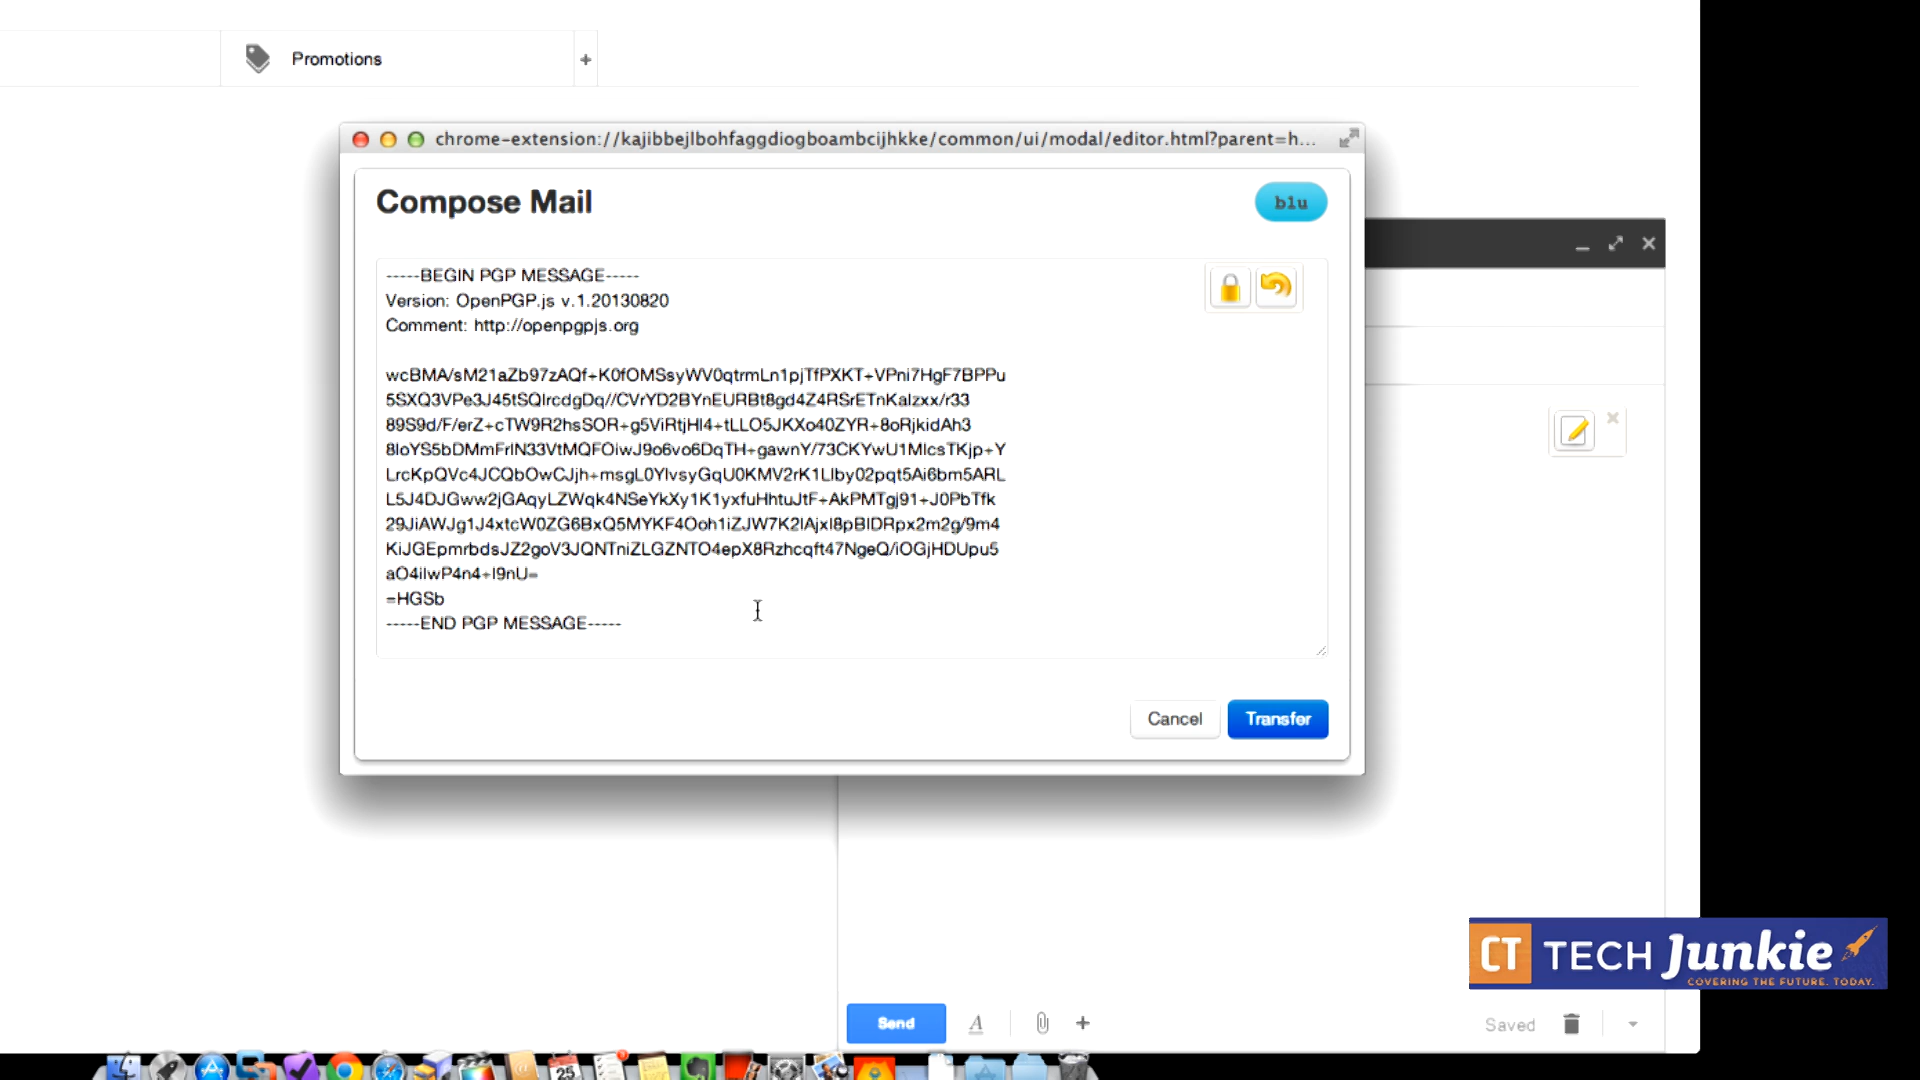 Promotions
+
chrome-extension://kajibbejlbohfaggdiogboambcijhkke/common/ui/modal/editor.html?parent=h...
Compose Mail
blu
-----BEGIN PGP MESSAGE-----
Version: OpenPGP.js v.1.20130820
Comment: http://openpgpjs.org
wcBMA/sM21aZb97zAQf+K0fOMSsyWV0qtrmLn1pjTfPXKT+VPni7HgF7BPPu
5SXQ3VPe3J45tSQIrcdgDq//CVrYD2BYnEURBt8gd4Z4RSrETnKalzxx/r33
89S9d/F/erZ+cTW9R2hsSOR+g5ViRtjHl4+tLLO5JKXo40ZYR+8oRjkidAh3
8loYS5bDMmFrlN33VtMQFOiwJ9o6vo6DqTH+gawnY/73CKYwU1MlcsTKjp+Y
LrcKpQVc4JCQbOwCJjh+msgL0YlvsyGqU0KMV2rK1Llby02pqt5Ai6bm5ARL
L5J4DJGww2jGAqyLZWqk4NSeYkXy1K1yxfuHhtuJtF+AkPMTgj91+J0PbTfk
29JiAWJg1J4xtcW0ZG6BxQ5MYKF4Ooh1iZJW7K2lAjxl8pBlDRpx2m2g/9m4
KiJGEpmrbdsJZ2goV3JQNTniZLGZNTO4epX8Rzhcqft47NgeQ/iOGjHDUpu5
aO4ilwP4n4+l9nU=
=HGSb
-----END PGP MESSAGE-----
Cancel
Transfer
Send
A
+
Saved
25
CT TECH Junkie
COVERING THE FUTURE. TODAY.